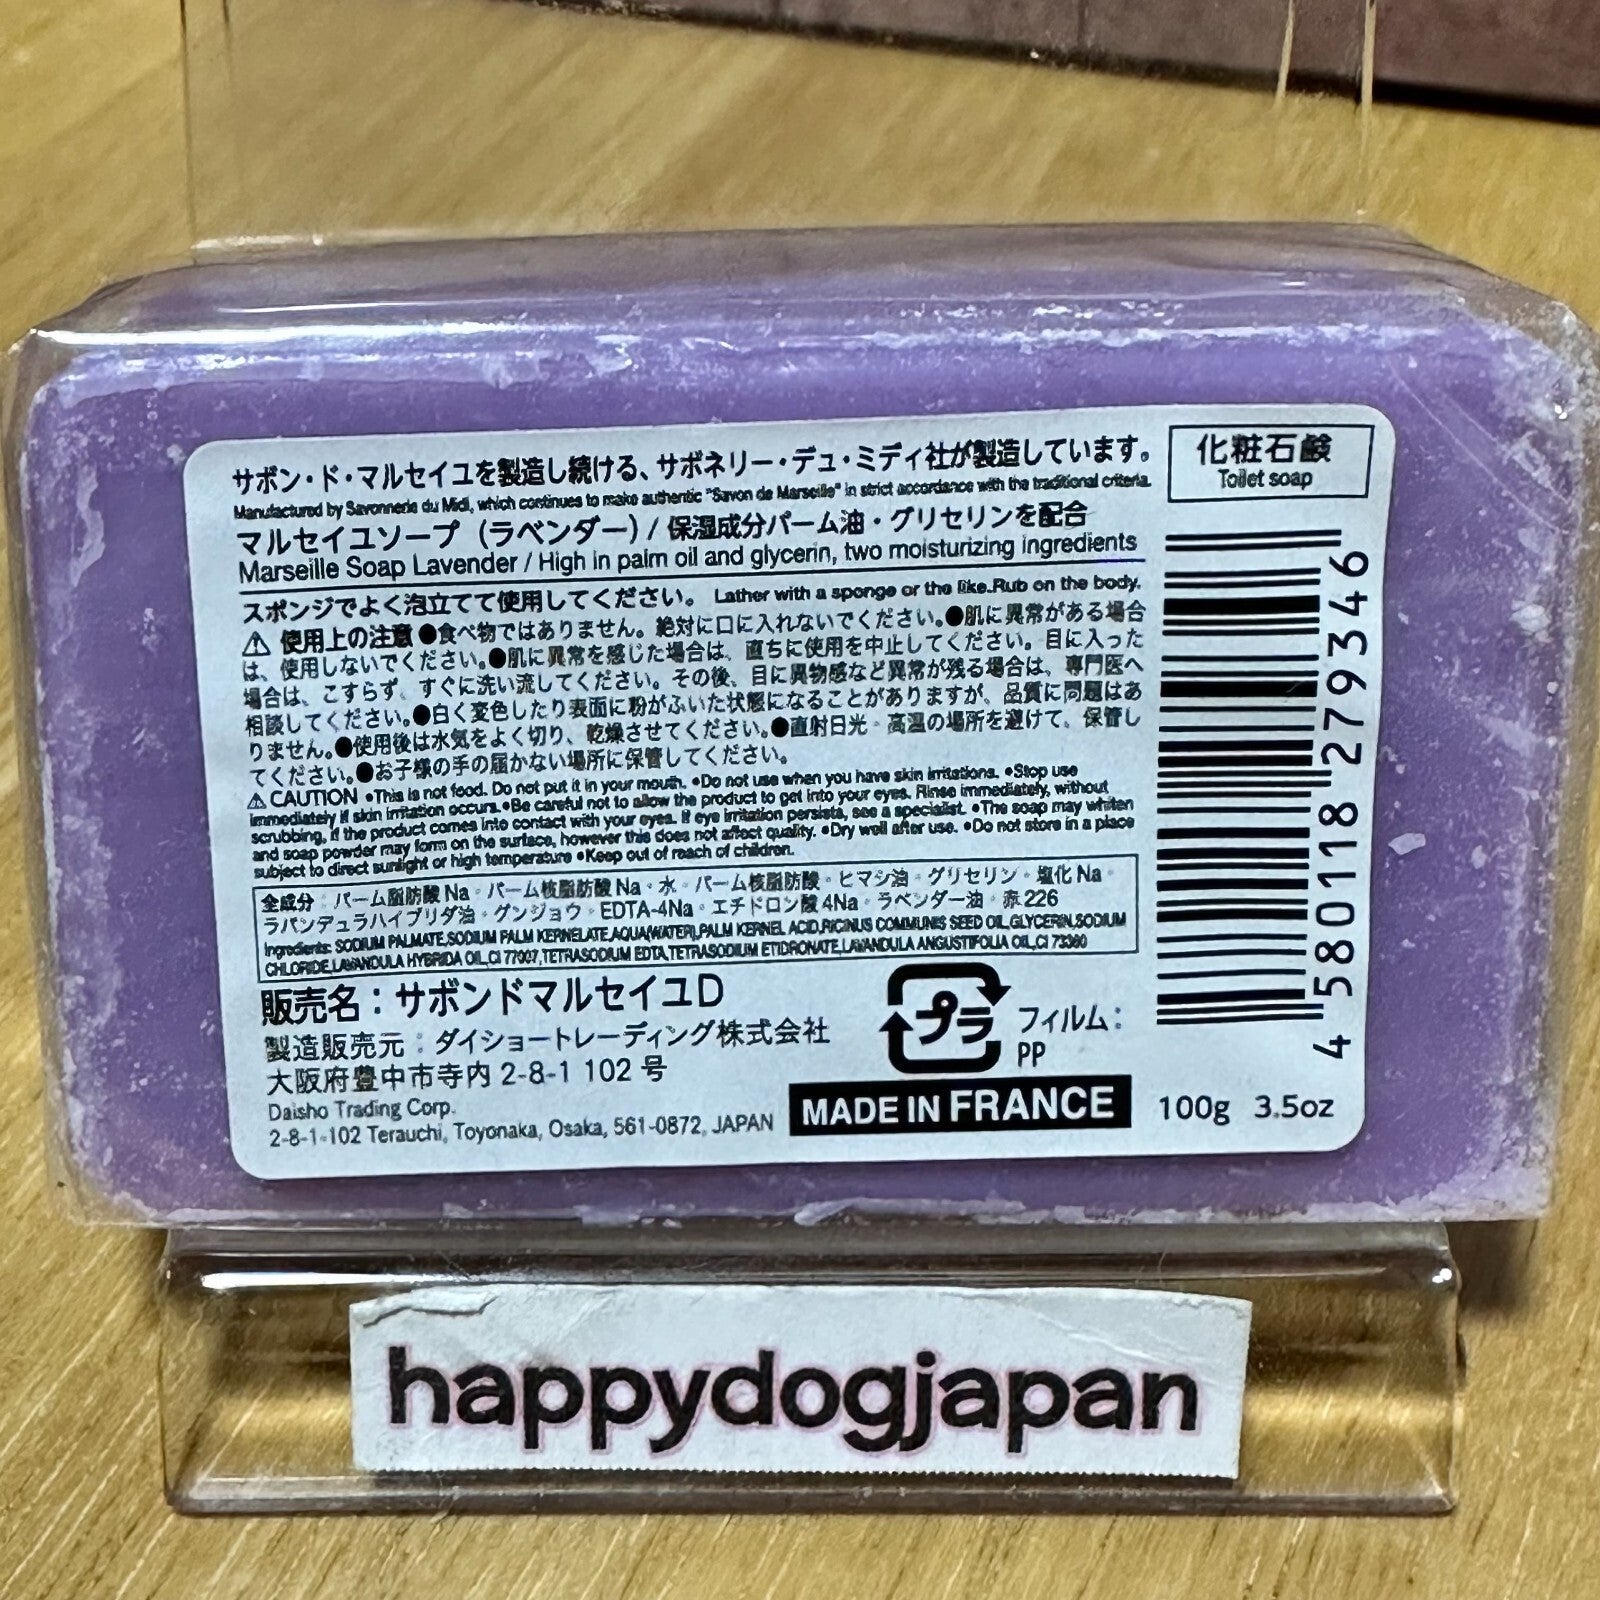 サボン・ド・マルセイユを製造し続ける、サボネリー・デュ・ミディ社が製造しています。
Manufactured by Savonnerie du Midi, which continues to make authentic "Savon de Marseille" in strict accordance with the traditional criteria.
マルセイユソープ（ラベンダー）/ 保湿成分パーム油・グリセリンを配合
Marseille Soap Lavender / High in palm oil and glycerin, two moisturizing ingredients
化粧石鹸
Toilet soap
スポンジでよく泡立てて使用してください。 Lather with a sponge or the like. Rub on the body.
⚠ 使用上の注意 ●食べ物ではありません。絶対に口に入れないでください。●肌に異常がある場合
は、使用しないでください。●肌に異常を感じた場合は、直ちに使用を中止してください。目に入った
場合は、こすらず、すぐに洗い流してください。その後、目に異物感など異常が残る場合は、専門医へ
相談してください。●白く変色したり表面に粉がふいた状態になることがありますが、品質に問題はあ
りません。●使用後は水気をよく切り、乾燥させてください。●直射日光・高温の場所を避けて、保管し
てください。●お子様の手の届かない場所に保管してください。
⚠ CAUTION ●This is not food. Do not put it in your mouth. ●Do not use when you have skin irritations. ●Stop use
immediately if skin irritation occurs. ●Be careful not to allow the product to get into your eyes. Rinse immediately, without
scrubbing, if the product comes into contact with your eyes. If eye irritation persists, see a specialist. ●The soap may whiten
and soap powder may form on the surface, however this does not affect quality. ●Dry well after use. ●Do not store in a place
subject to direct sunlight or high temperature ●Keep out of reach of children.
全成分：パーム脂肪酸Na・パーム核脂肪酸Na・水・パーム核脂肪酸・ヒマシ油・グリセリン・塩化Na・
ラバンデュラハイブリダ油・グンジョウ・EDTA-4Na・エチドロン酸4Na・ラベンダー油・赤226
Ingredients: SODIUM PALMATE,SODIUM PALM KERNELATE,AQUA(WATER),PALM KERNEL ACID,RICINUS COMMUNIS SEED OIL,GLYCERIN,SODIUM
CHLORIDE,LAVANDULA HYBRIDA OIL,CI 77007,TETRASODIUM EDTA,TETRASODIUM ETIDRONATE,LAVANDULA ANGUSTIFOLIA OIL,CI 73360
販売名：サボンドマルセイユD
製造販売元：ダイショートレーディング株式会社
大阪府豊中市寺内 2-8-1 102 号
Daisho Trading Corp.
2-8-1-102 Terauchi, Toyonaka, Osaka, 561-0872, JAPAN
プラ
フィルム：
PP
MADE IN FRANCE
100g 3.5oz
4 580118 279346
happydogjapan